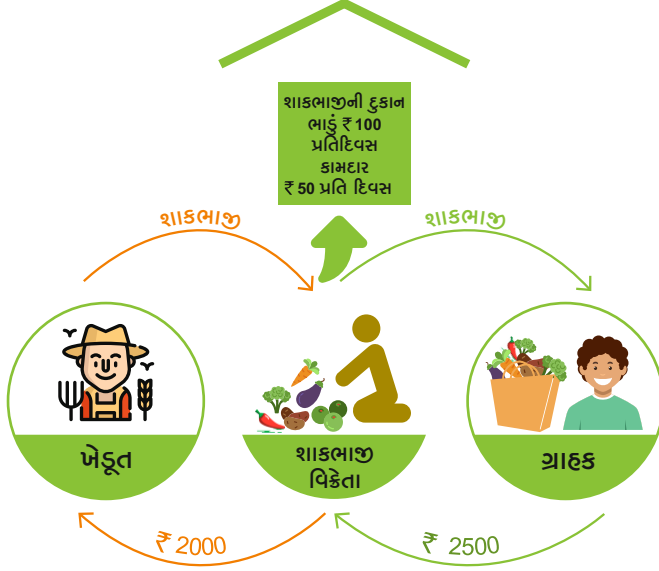 શાકભાજીની દુકાન
ભાડું ₹ 100
પ્રતિદિવસ
કામદાર
₹ 50 પ્રતિ દિવસ
શાકભાજી
શાકભાજી
ખેડૂત
શાકભાજી
વિક્રેતા
ગ્રાહક
₹ 2000
₹ 2500